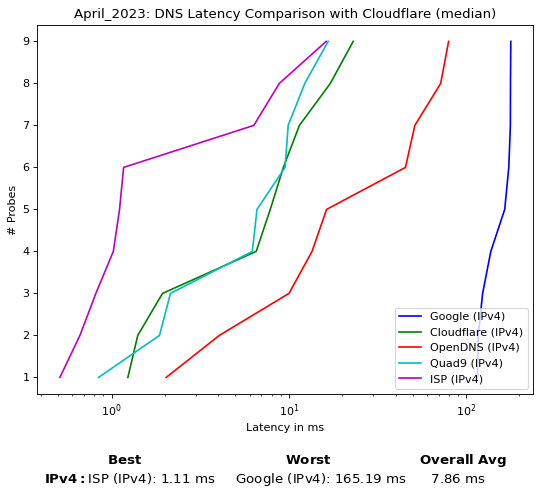 April_2023: DNS Latency Comparison with Cloudflare (median)
9
8
7
6
5
4
3
2
1
# Probes
Google (IPv4)
Cloudflare (IPv4)
OpenDNS (IPv4)
Quad9 (IPv4)
ISP (IPv4)
10⁰ 10¹ 10²
Latency in ms
Best Worst Overall Avg
IPv4: ISP (IPv4): 1.11 ms Google (IPv4): 165.19 ms 7.86 ms